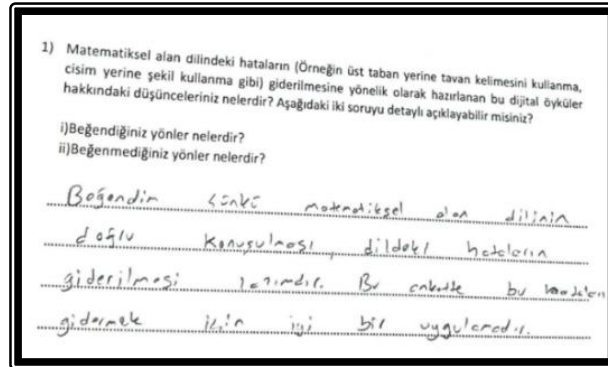 1) Matematiksel alan dilindeki hataların (Örneğin üst taban yerine tavan kelimesini kullanma,
cisim yerine şekil kullanma gibi) giderilmesine yönelik olarak hazırlanan bu dijital öyküler
hakkındaki düşünceleriniz nelerdir? Aşağıdaki iki soruyu detaylı açıklayabilir misiniz?
i)Beğendiğiniz yönler nelerdir?
ii)Beğenmediğiniz yönler nelerdir?
Beğendim çünkü matematiksel alan dilinin
doğru konuşulması, dildeki hataların
giderilmesi lazımdır. Bu ankette bu
gidermek için iyi bir uygulamadır.